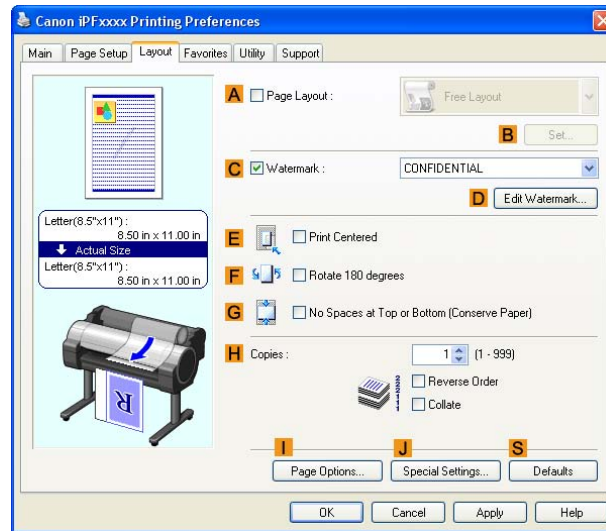 Canon iPFxxxx Printing Preferences
Main Page Setup Layout Favorites Utility Support
A Page Layout : Free Layout
B Set...
C Watermark : CONFIDENTIAL
D Edit Watermark...
Letter(8.5"x11") :
8.50 in x 11.00 in
Actual Size
Letter(8.5"x11") :
8.50 in x 11.00 in
E Print Centered
F Rotate 180 degrees
G No Spaces at Top or Bottom (Conserve Paper)
H Copies : 1 (1 - 999)
Reverse Order
Collate
R
I J S
Page Options... Special Settings... Defaults
OK Cancel Apply Help